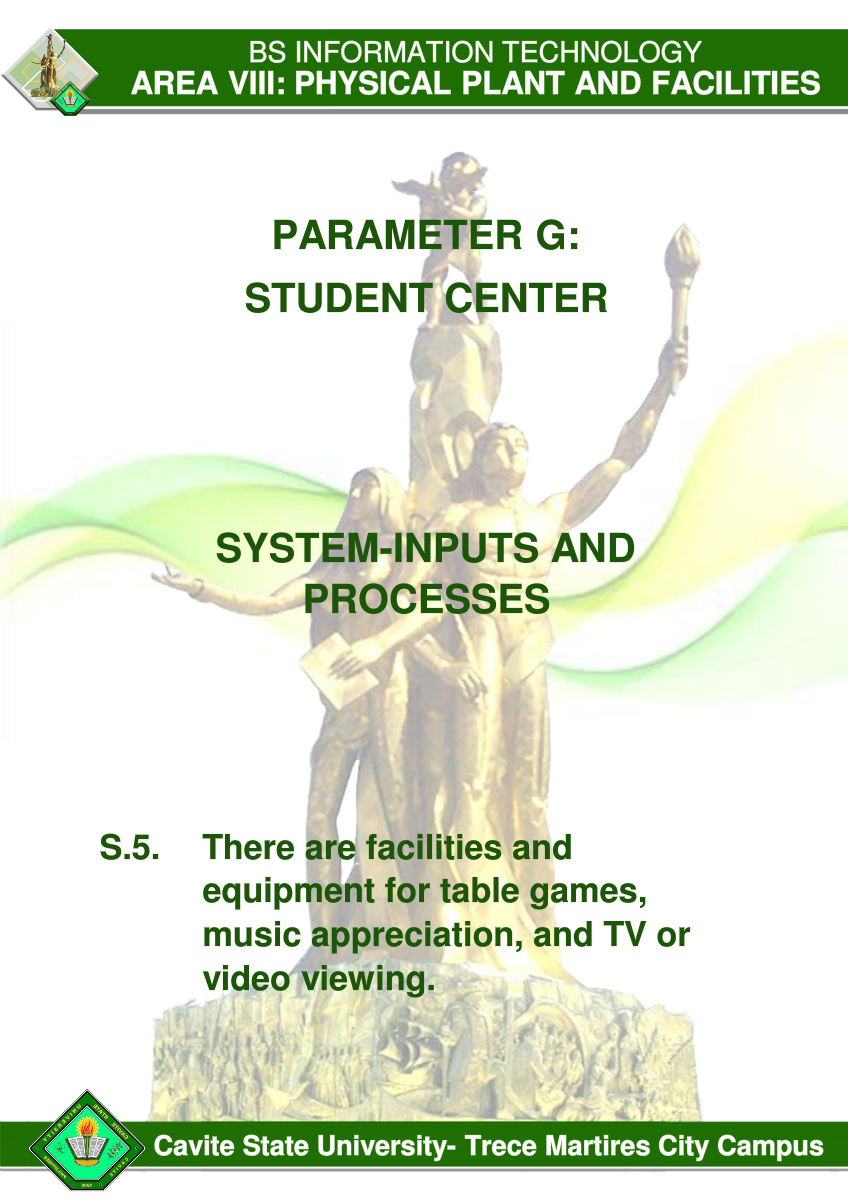 BS INFORMATION TECHNOLOGY
AREA VIII: PHYSICAL PLANT AND FACILITIES
PARAMETER G:
STUDENT CENTER
SYSTEM-INPUTS AND
PROCESSES
S.5. There are facilities and
equipment for table games,
music appreciation, and TV or
video viewing.
Cavite State University- Trece Martires City Campus